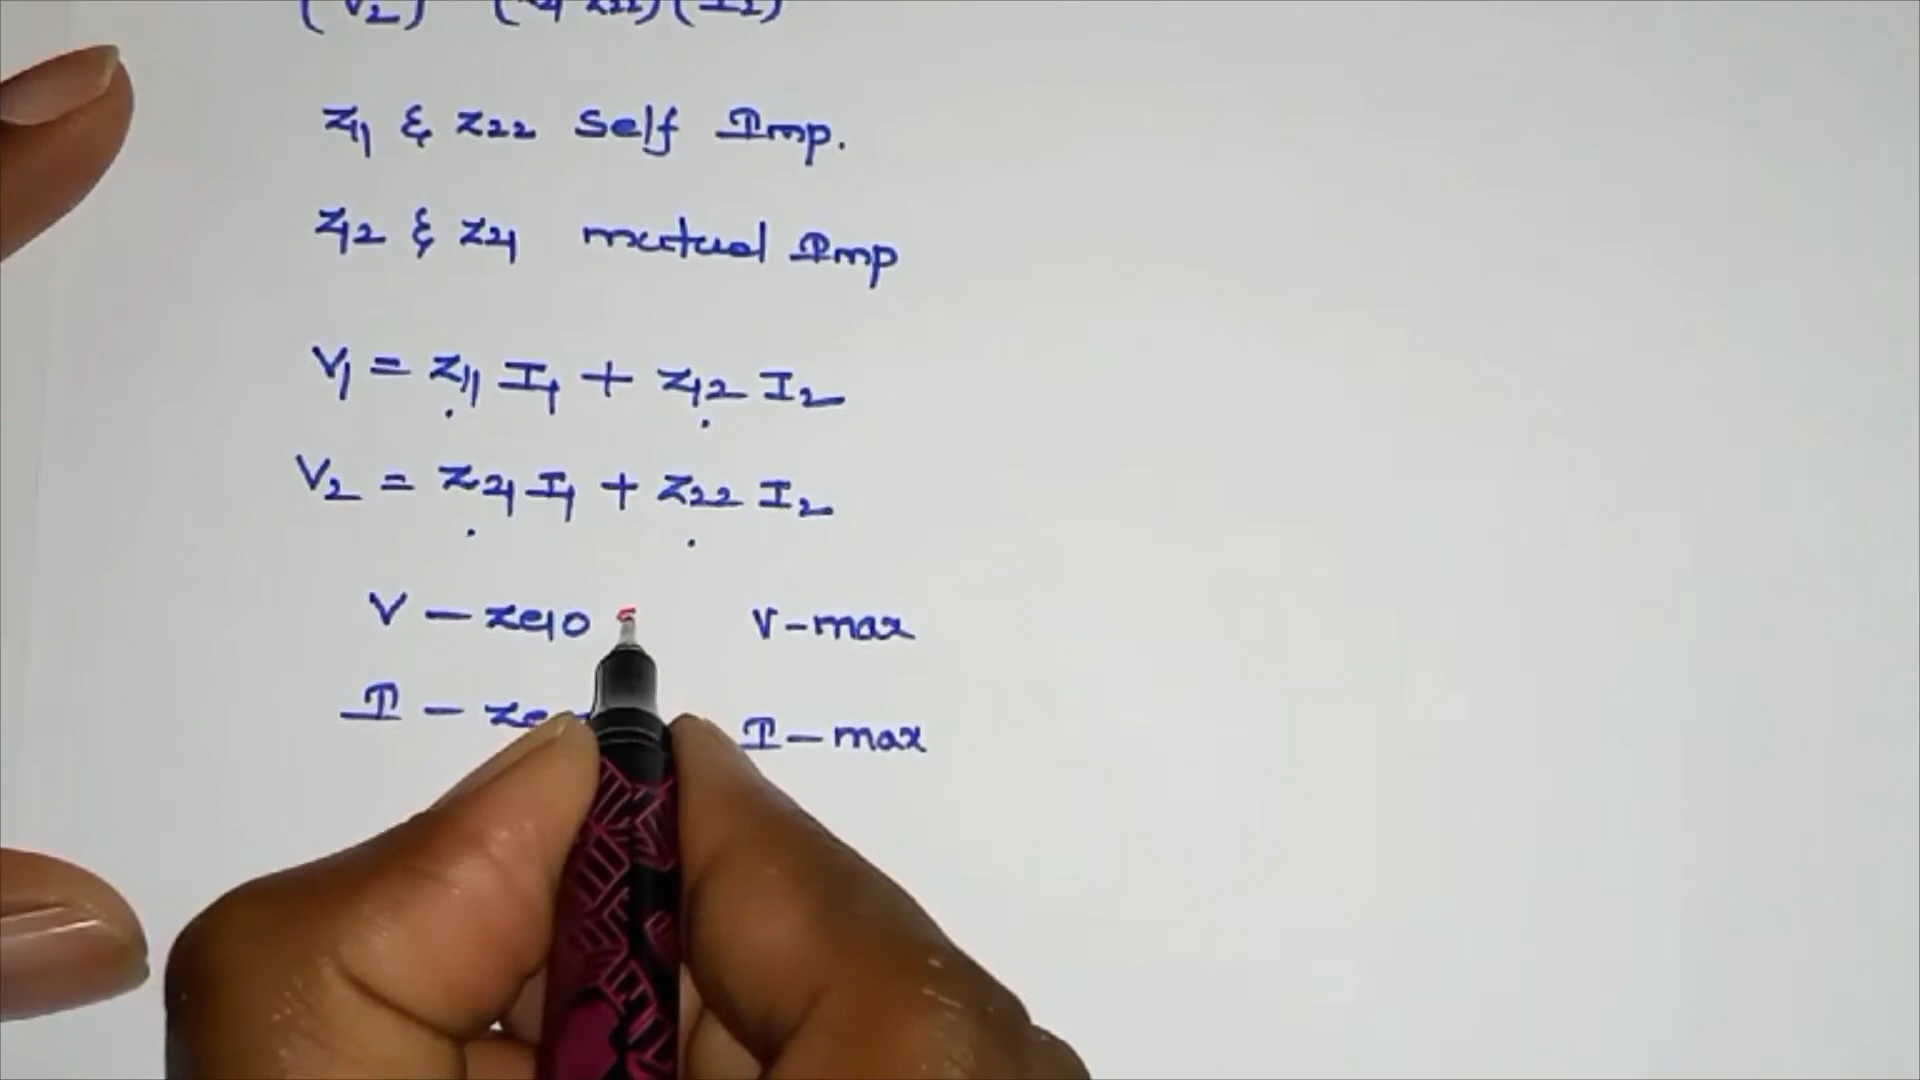 Z11 & Z22 Self Imp.
Z12 & Z21 mutual Imp
V1 = Z11 I1 + Z12 I2
V2 = Z21 I1 + Z22 I2
V - zero V-max
I - I - max